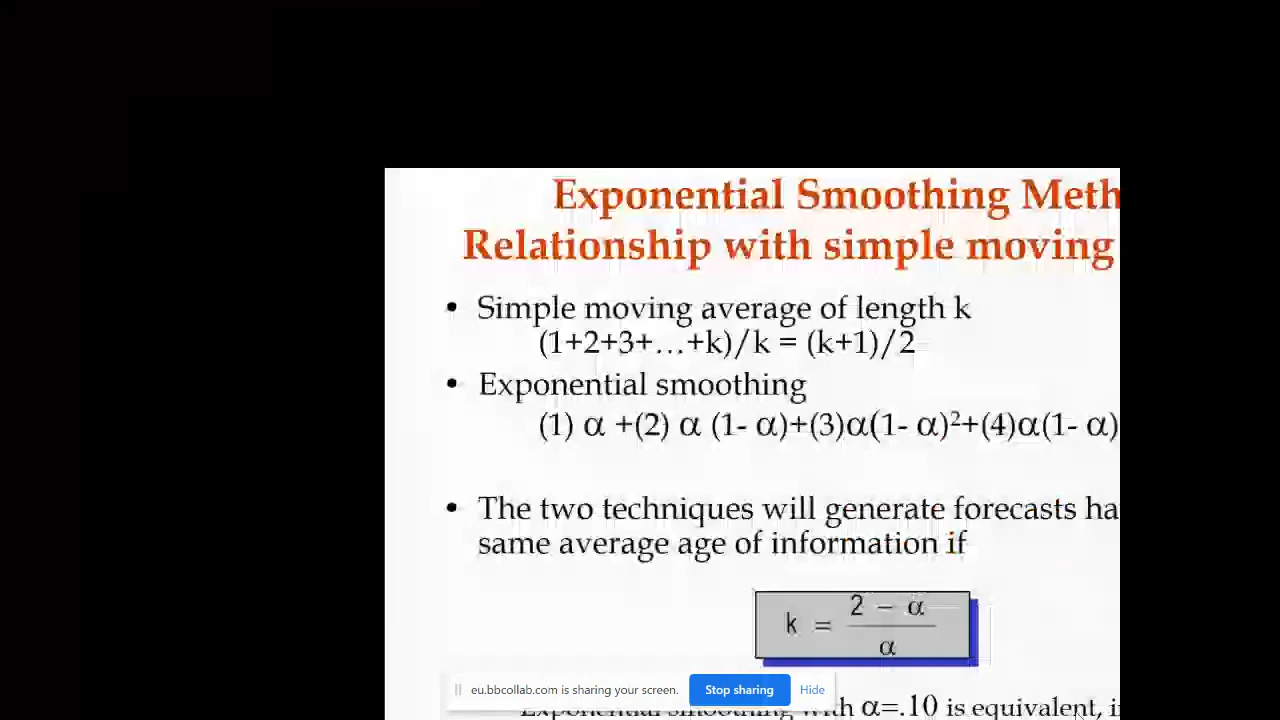 Exponential Smoothing Meth
Relationship with simple moving
• Simple moving average of length k
(1+2+3+…+k)/k = (k+1)/2
• Exponential smoothing
(1) α +(2) α (1- α)+(3)α(1- α)²+(4)α(1- α)
• The two techniques will generate forecasts ha
same average age of information if
k = 2 − α
α
eu.bbcollab.com is sharing your screen. Stop sharing Hide
Exponential smoothing with α=.10 is equivalent, i